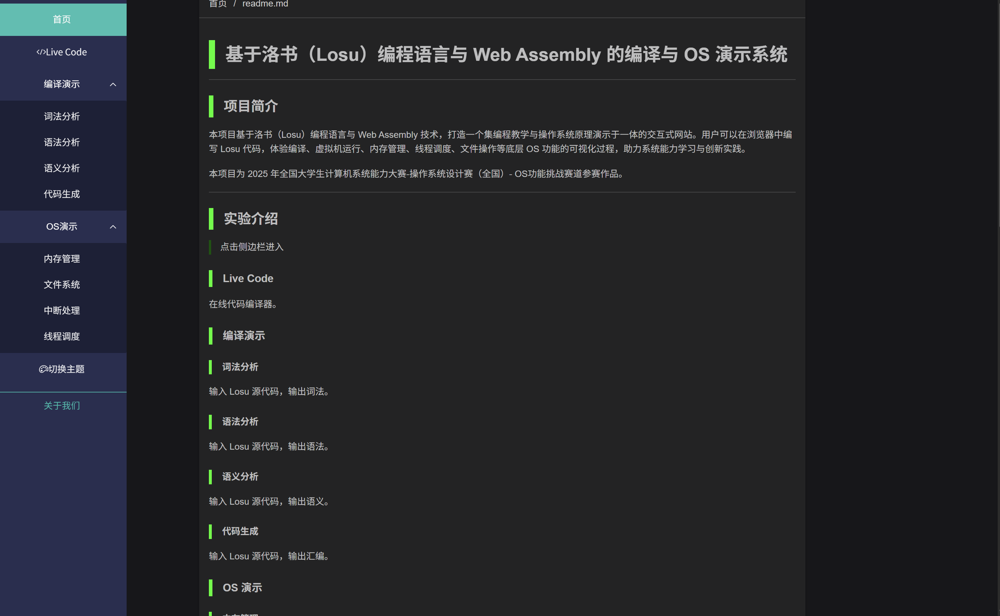 首页
</>Live Code
编译演示
词法分析
语法分析
语义分析
代码生成
OS演示
内存管理
文件系统
中断处理
线程调度
切换主题
关于我们
首页 / readme.md
基于洛书（Losu）编程语言与 Web Assembly 的编译与 OS 演示系统
项目简介
本项目基于洛书（Losu）编程语言与 Web Assembly 技术，打造一个集编程教学与操作系统原理演示于一体的交互式网站。用户可以在浏览器中编
写 Losu 代码，体验编译、虚拟机运行、内存管理、线程调度、文件操作等底层 OS 功能的可视化过程，助力系统能力学习与创新实践。
本项目为 2025 年全国大学生计算机系统能力大赛-操作系统设计赛（全国）- OS功能挑战赛道参赛作品。
实验介绍
点击侧边栏进入
Live Code
在线代码编译器。
编译演示
词法分析
输入 Losu 源代码，输出词法。
语法分析
输入 Losu 源代码，输出语法。
语义分析
输入 Losu 源代码，输出语义。
代码生成
输入 Losu 源代码，输出汇编。
OS 演示